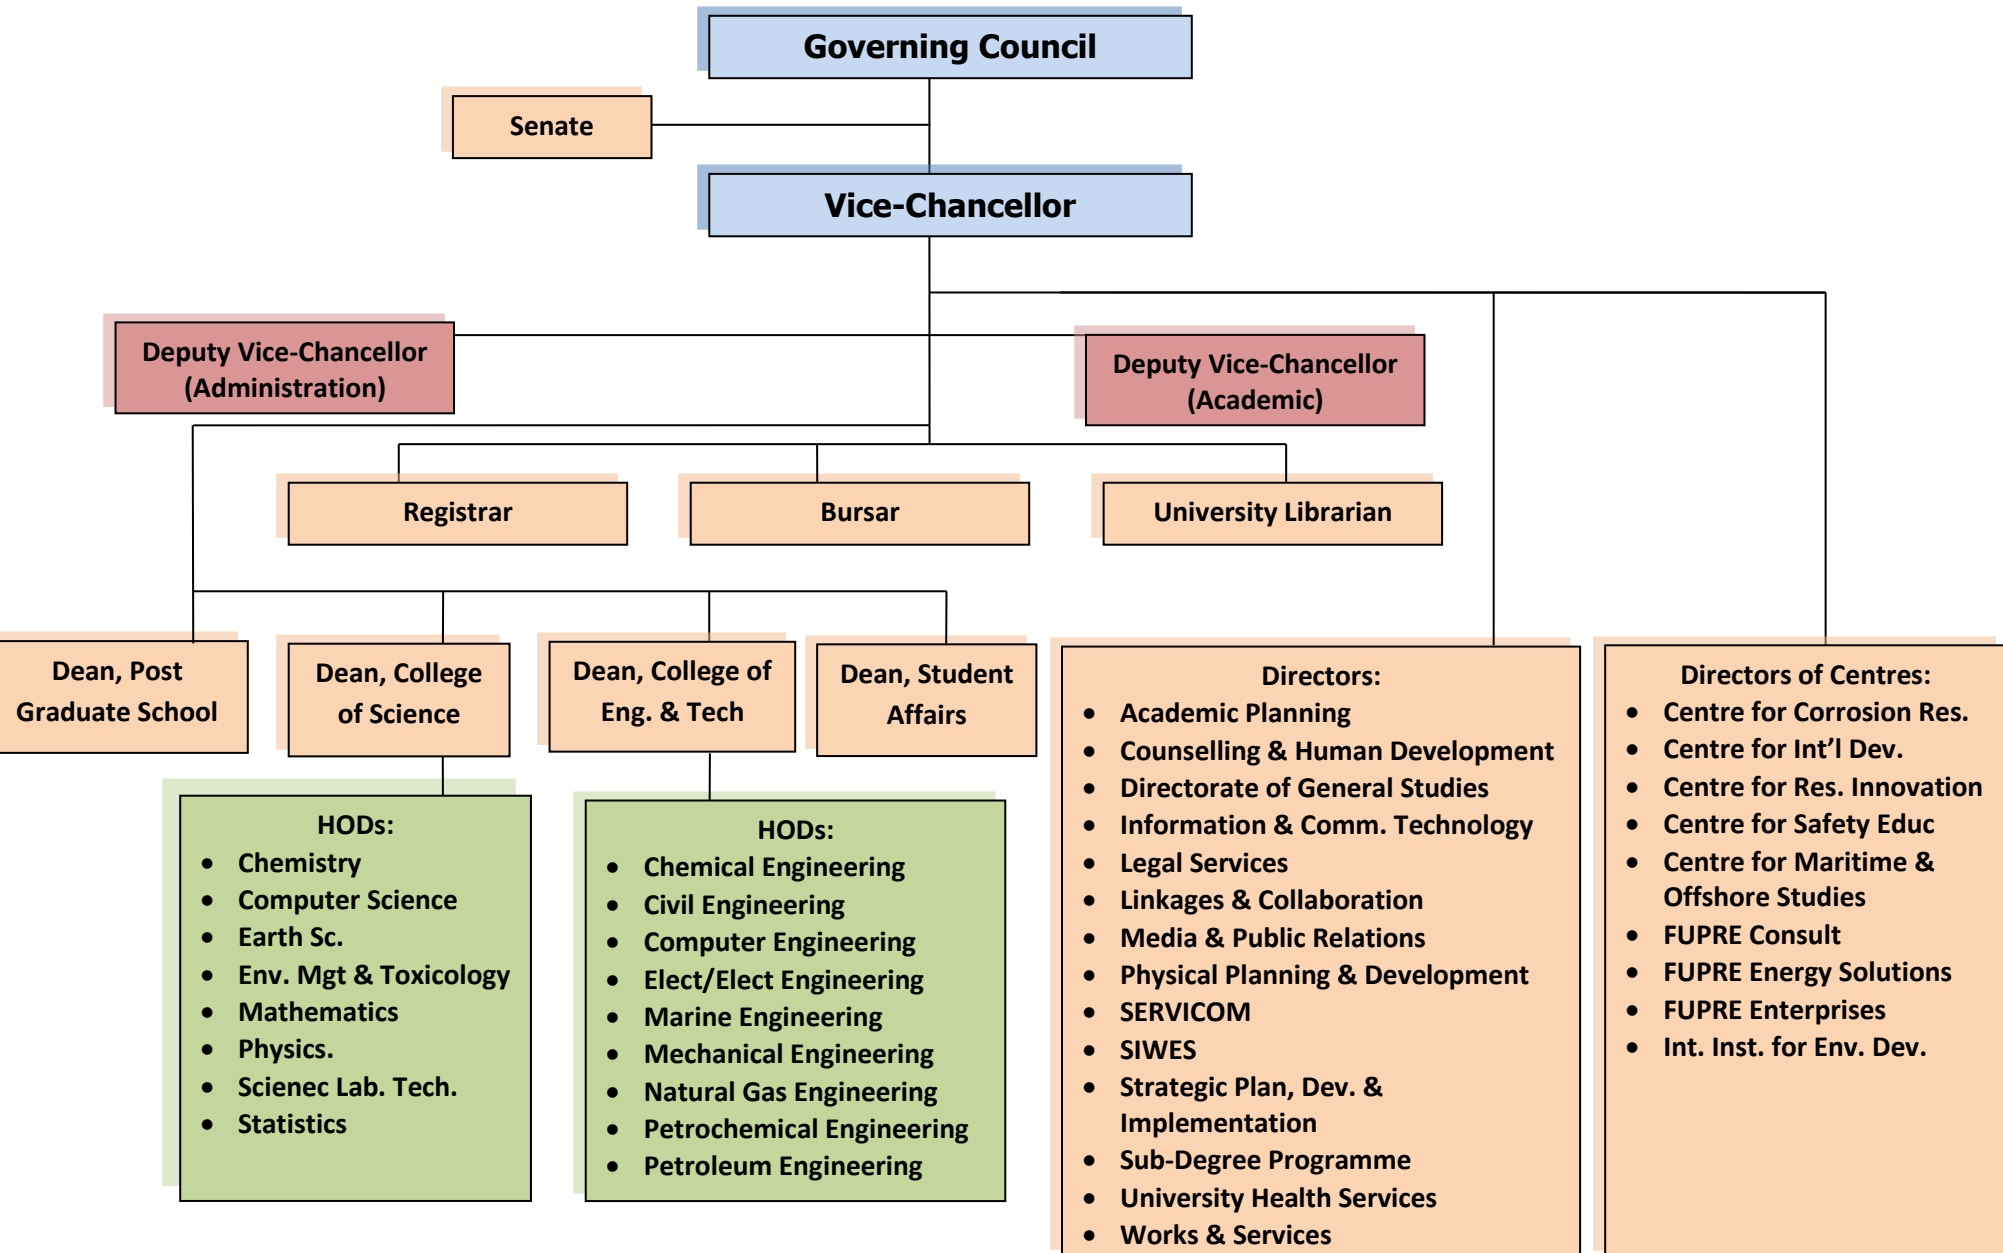 Governing Council
Senate
Vice-Chancellor
Deputy Vice-Chancellor
(Administration)
Deputy Vice-Chancellor
(Academic)
Registrar
Bursar
University Librarian
Dean, Post
Graduate School
Dean, College
of Science
Dean, College of
Eng. & Tech
Dean, Student
Affairs
HODs:
• Chemistry
• Computer Science
• Earth Sc.
• Env. Mgt & Toxicology
• Mathematics
• Physics.
• Scienec Lab. Tech.
• Statistics
HODs:
• Chemical Engineering
• Civil Engineering
• Computer Engineering
• Elect/Elect Engineering
• Marine Engineering
• Mechanical Engineering
• Natural Gas Engineering
• Petrochemical Engineering
• Petroleum Engineering
Directors:
• Academic Planning
• Counselling & Human Development
• Directorate of General Studies
• Information & Comm. Technology
• Legal Services
• Linkages & Collaboration
• Media & Public Relations
• Physical Planning & Development
• SERVICOM
• SIWES
• Strategic Plan, Dev. &
Implementation
• Sub-Degree Programme
• University Health Services
• Works & Services
Directors of Centres:
• Centre for Corrosion Res.
• Centre for Int’l Dev.
• Centre for Res. Innovation
• Centre for Safety Educ
• Centre for Maritime &
Offshore Studies
• FUPRE Consult
• FUPRE Energy Solutions
• FUPRE Enterprises
• Int. Inst. for Env. Dev.